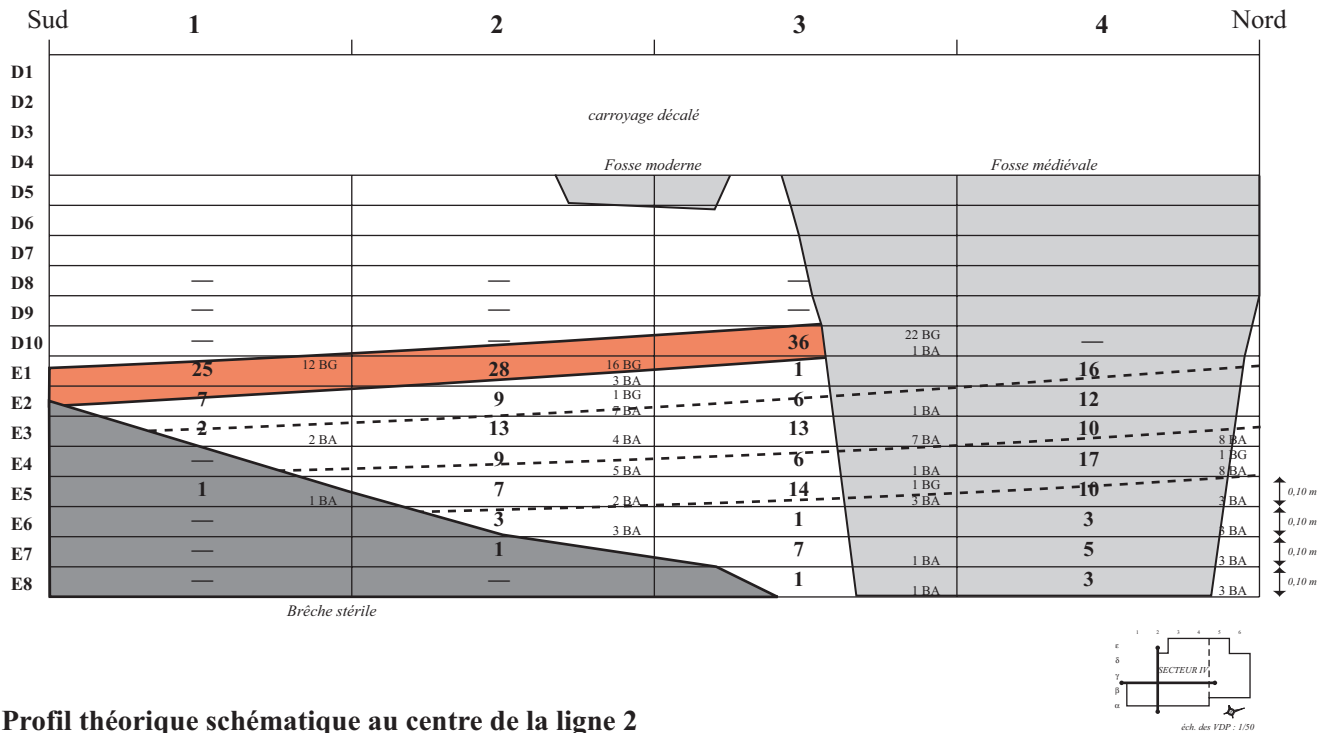 Sud 1 2 3 4 Nord
D1
D2
carroyage décalé
D3
D4 Fosse moderne Fosse médiévale
D5
D6
D7
D8 — — —
D9 — — —
D10 — — 36 22 BG 1 BA —
E1 25 12 BG 28 16 BG 3 BA 1 16
E2 7 9 1 BG 7 BA 6 1 BA 12
E3 2 2 BA 13 4 BA 13 7 BA 10 8 BA
E4 — 9 5 BA 6 1 BA 17 1 BG 8 BA
E5 1 1 BA 7 2 BA 14 1 BG 3 BA 10 3 BA 0,10 m
E6 — 3 3 BA 1 3 3 BA 0,10 m
E7 — 1 7 1 BA 5 3 BA 0,10 m
E8 — — 1 1 BA 3 3 BA 0,10 m
Brêche stérile
1 2 3 4 5 6
ε
δ
γ SECTEUR IV
β
α
éch. des VDP : 1/50
Profil théorique schématique au centre de la ligne 2